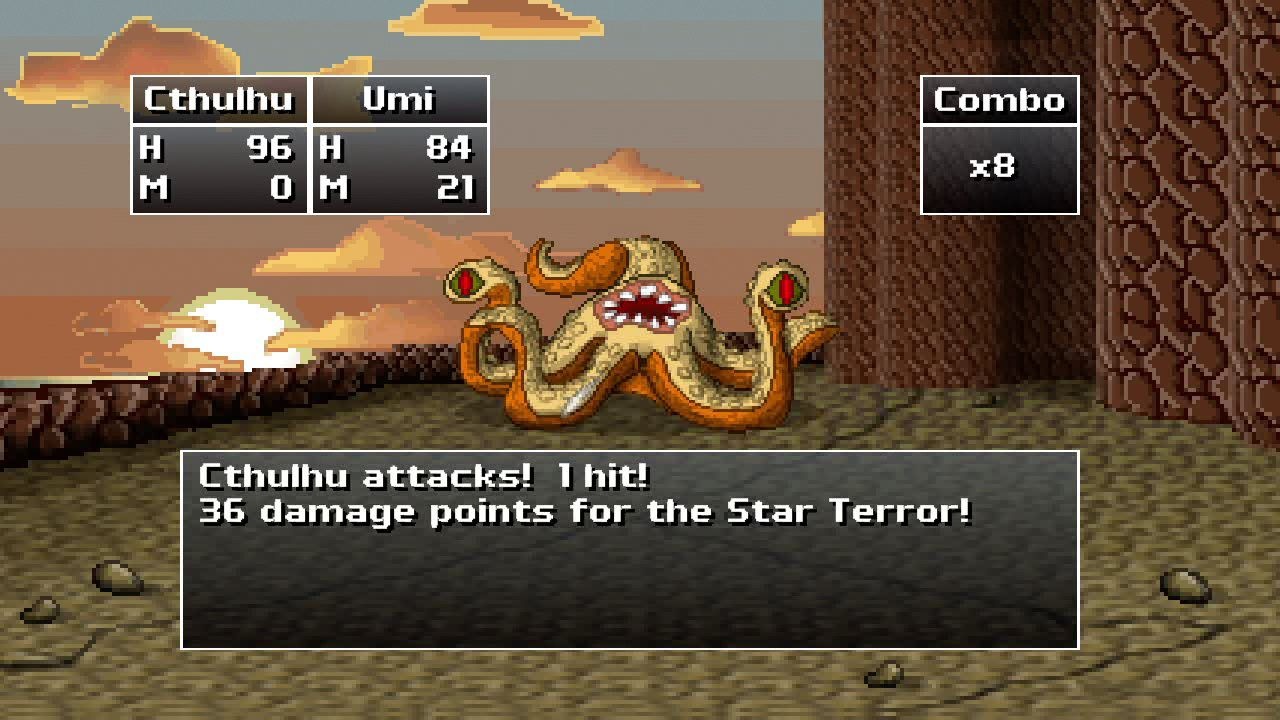 Cthulhu Umi
H 96 H 84
M 0 M 21
Combo
x8
Cthulhu attacks! 1 hit!
36 damage points for the Star Terror!